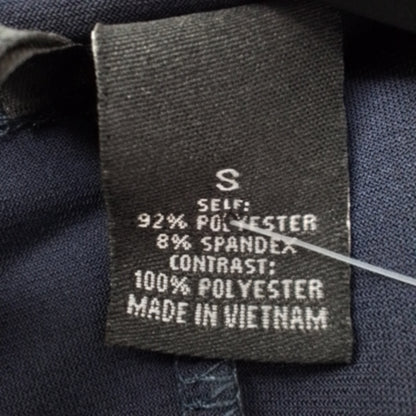 S
SELF:
92% POLYESTER
8% SPANDEX
CONTRAST:
100% POLYESTER
MADE IN VIETNAM